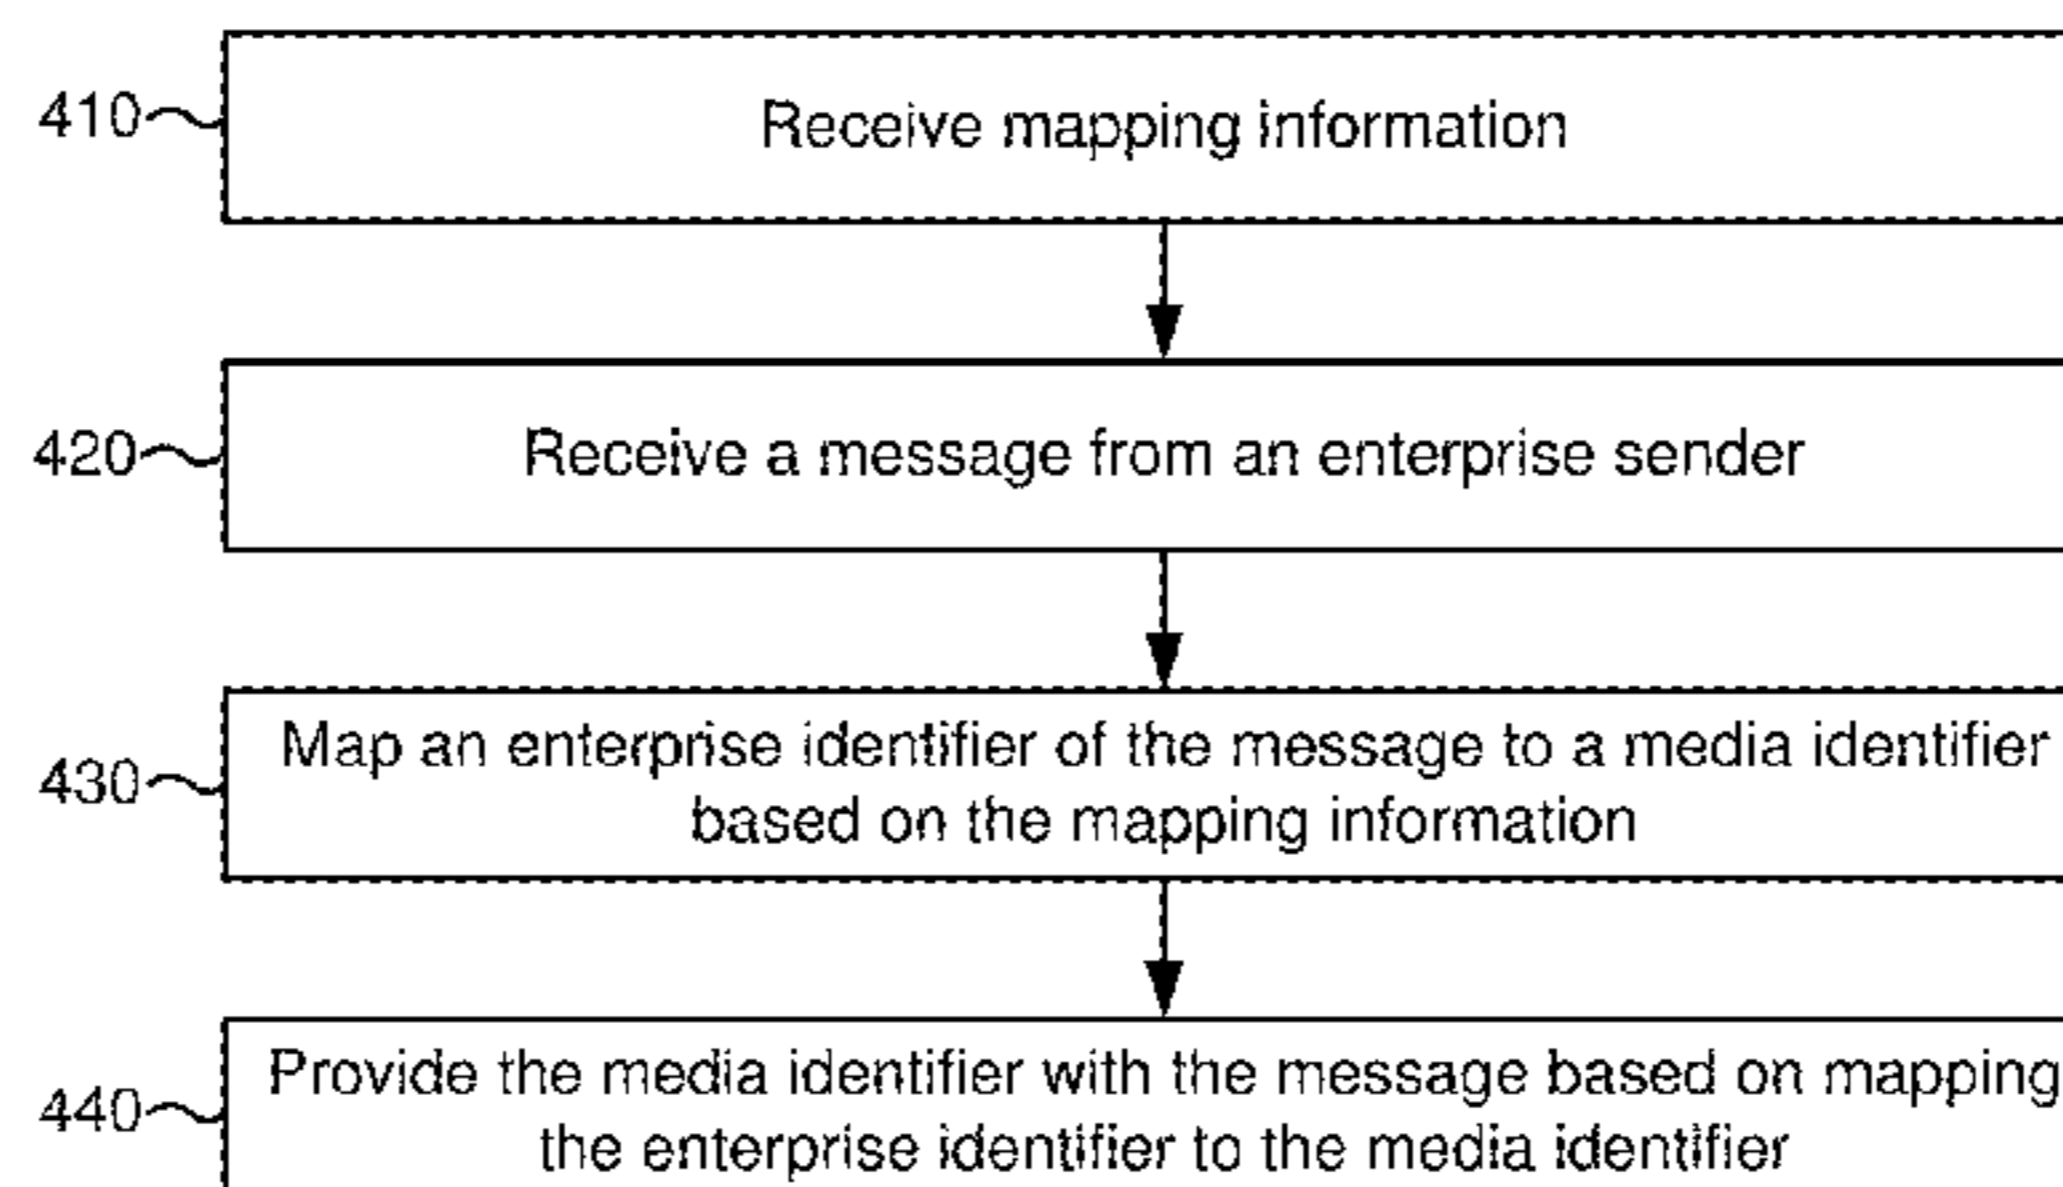 410
Receive mapping information
420
Receive a message from an enterprise sender
430
Map an enterprise identifier of the message to a media identifier
based on the mapping information
440
Provide the media identifier with the message based on mapping
the enterprise identifier to the media identifier